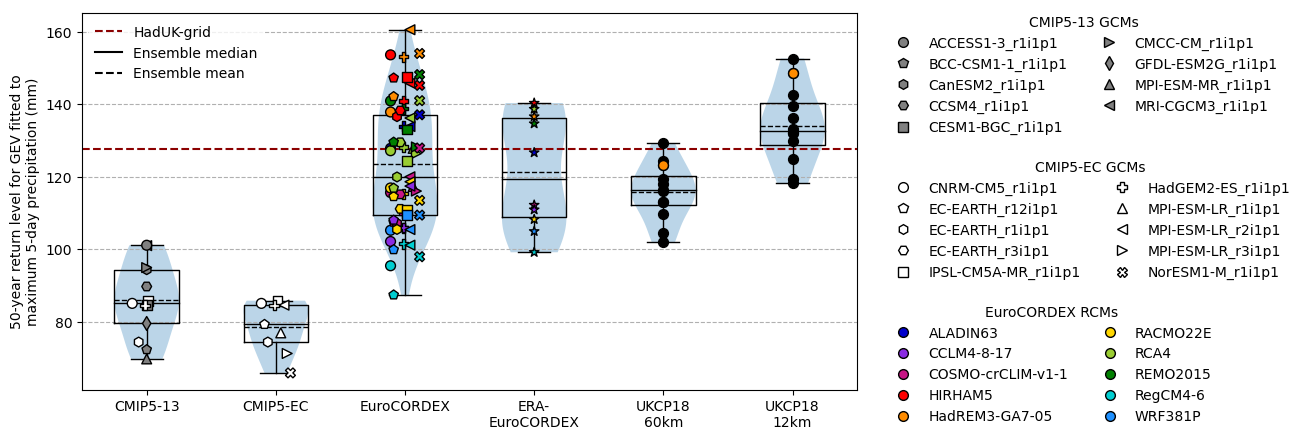 50-year return level for GEV fitted to
maximum 5-day precipitation (mm)
160
140
120
100
80
HadUK-grid
Ensemble median
Ensemble mean
CMIP5-13
CMIP5-EC
EuroCORDEX
ERA-
EuroCORDEX
UKCP18
60km
UKCP18
12km
CMIP5-13 GCMs
ACCESS1-3_r1i1p1
BCC-CSM1-1_r1i1p1
CanESM2_r1i1p1
CCSM4_r1i1p1
CESM1-BGC_r1i1p1
CMCC-CM_r1i1p1
GFDL-ESM2G_r1i1p1
MPI-ESM-MR_r1i1p1
MRI-CGCM3_r1i1p1
CMIP5-EC GCMs
CNRM-CM5_r1i1p1
EC-EARTH_r12i1p1
EC-EARTH_r1i1p1
EC-EARTH_r3i1p1
IPSL-CM5A-MR_r1i1p1
HadGEM2-ES_r1i1p1
MPI-ESM-LR_r1i1p1
MPI-ESM-LR_r2i1p1
MPI-ESM-LR_r3i1p1
NorESM1-M_r1i1p1
EuroCORDEX RCMs
ALADIN63
CCLM4-8-17
COSMO-crCLIM-v1-1
HIRHAM5
HadREM3-GA7-05
RACMO22E
RCA4
REMO2015
RegCM4-6
WRF381P